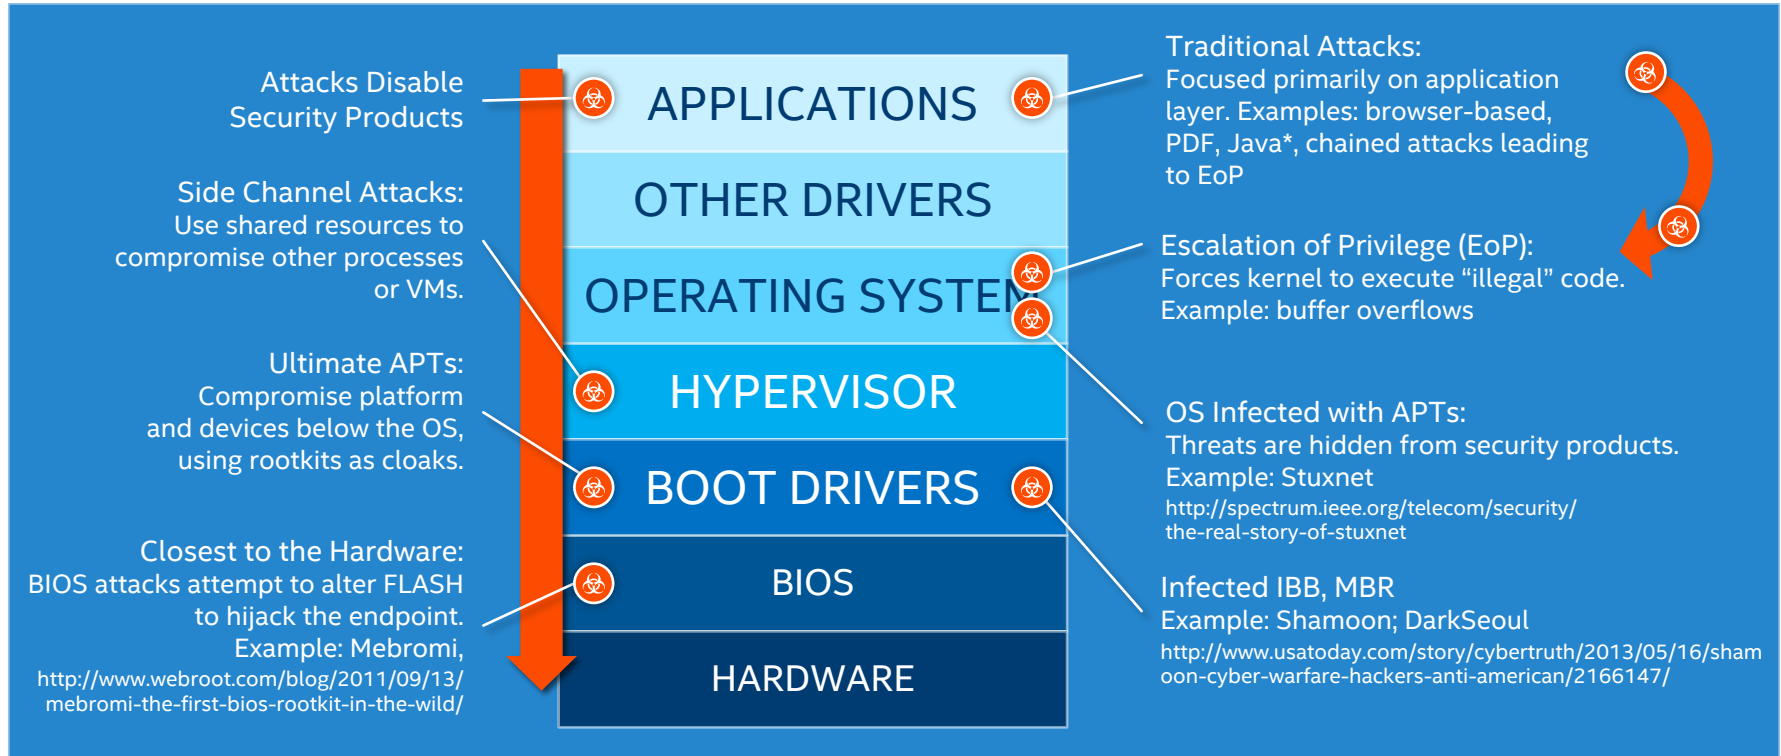 Attacks Disable
Security Products
Side Channel Attacks:
Use shared resources to
compromise other processes
or VMs.
Ultimate APTs:
Compromise platform
and devices below the OS,
using rootkits as cloaks.
Closest to the Hardware:
BIOS attacks attempt to alter FLASH
to hijack the endpoint.
Example: Mebromi,
http://www.webroot.com/blog/2011/09/13/
mebromi-the-first-bios-rootkit-in-the-wild/
APPLICATIONS
OTHER DRIVERS
OPERATING SYSTEM
HYPERVISOR
BOOT DRIVERS
BIOS
HARDWARE
Traditional Attacks:
Focused primarily on application
layer. Examples: browser-based,
PDF, Java*, chained attacks leading
to EoP
Escalation of Privilege (EoP):
Forces kernel to execute “illegal” code.
Example: buffer overflows
OS Infected with APTs:
Threats are hidden from security products.
Example: Stuxnet
http://spectrum.ieee.org/telecom/security/
the-real-story-of-stuxnet
Infected IBB, MBR
Example: Shamoon; DarkSeoul
http://www.usatoday.com/story/cybertruth/2013/05/16/sham
oon-cyber-warfare-hackers-anti-american/2166147/